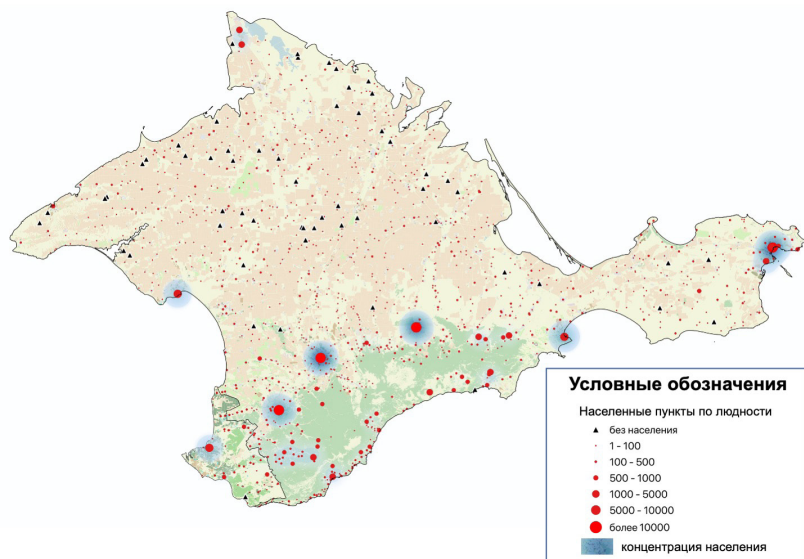 Условные обозначения
Населенные пункты по людности
без населения
1 - 100
100 - 500
500 - 1000
1000 - 5000
5000 - 10000
более 10000
концентрация населения